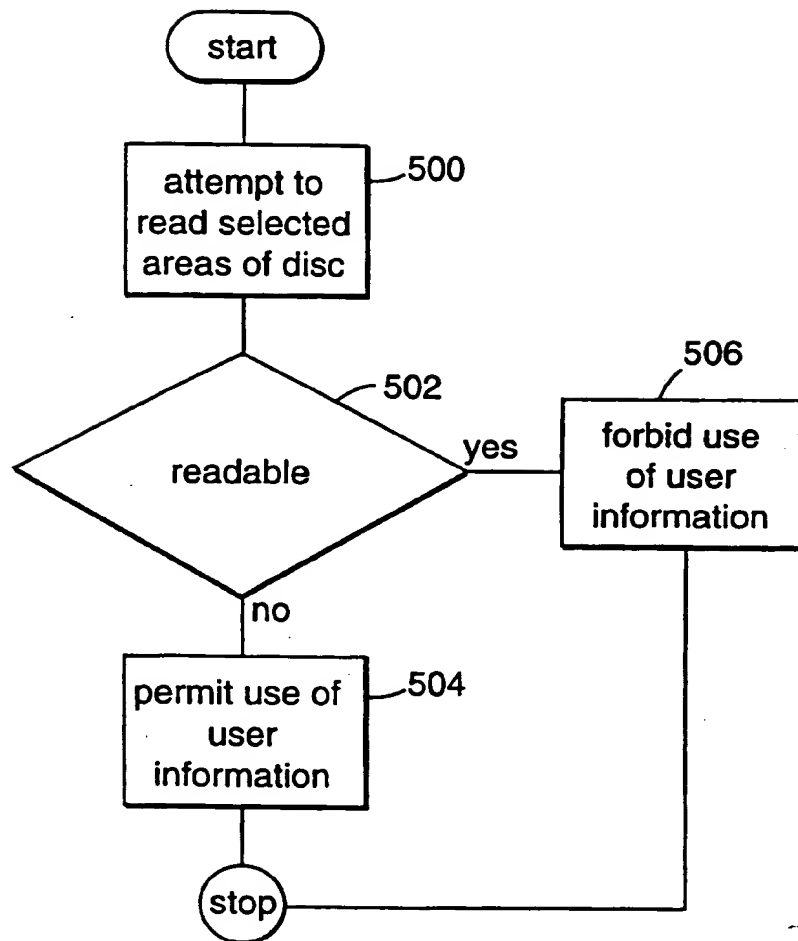 start
attempt to
read selected
areas of disc
500
readable
502
yes
forbid use
of user
information
506
no
permit use of
user
information
504
stop